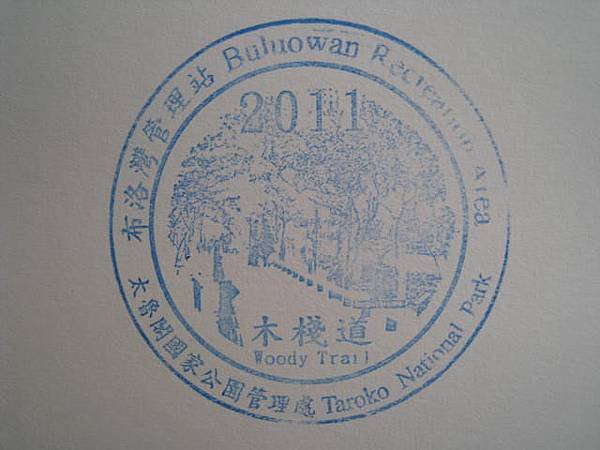 布洛灣管理站 Buluowan Recreation Area
2011
木棧道
Woody Trail
太魯閣國家公園管理處 Taroko National Park